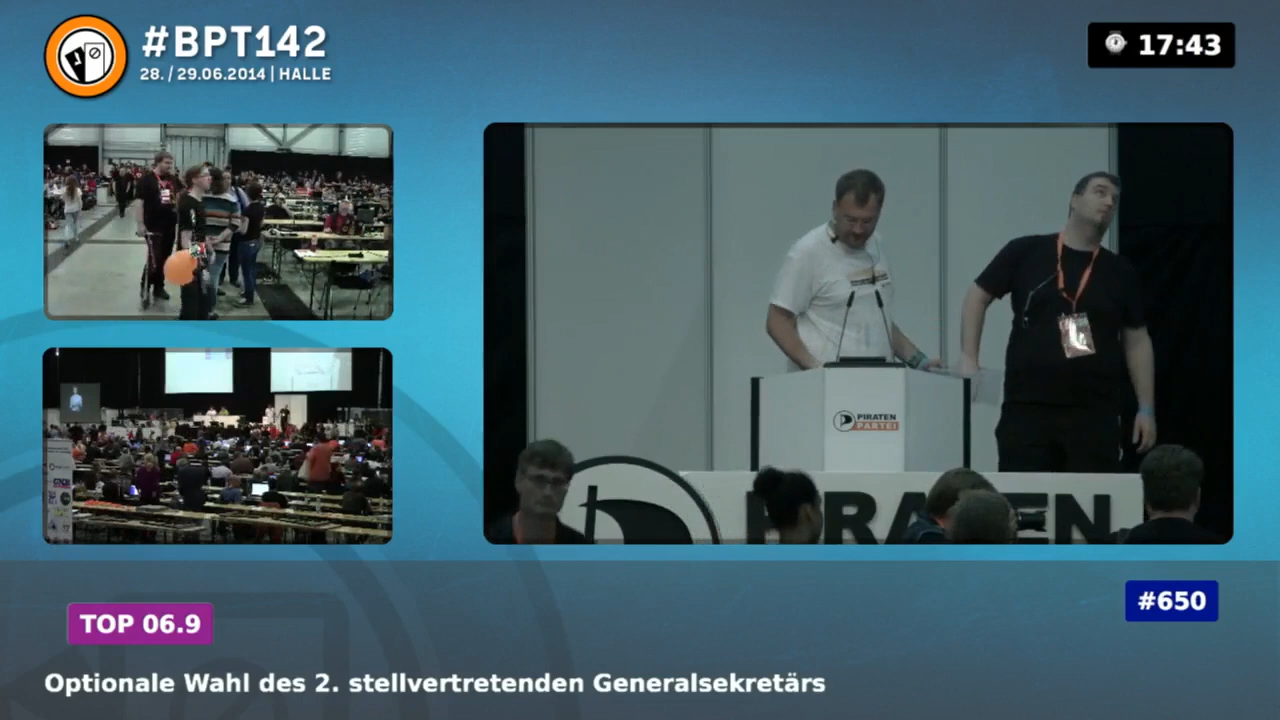 #BPT142
28. / 29.06.2014 | HALLE
17:43
PIRATEN
PARTEI
PIRATEN
#650
TOP 06.9
Optionale Wahl des 2. stellvertretenden Generalsekretärs